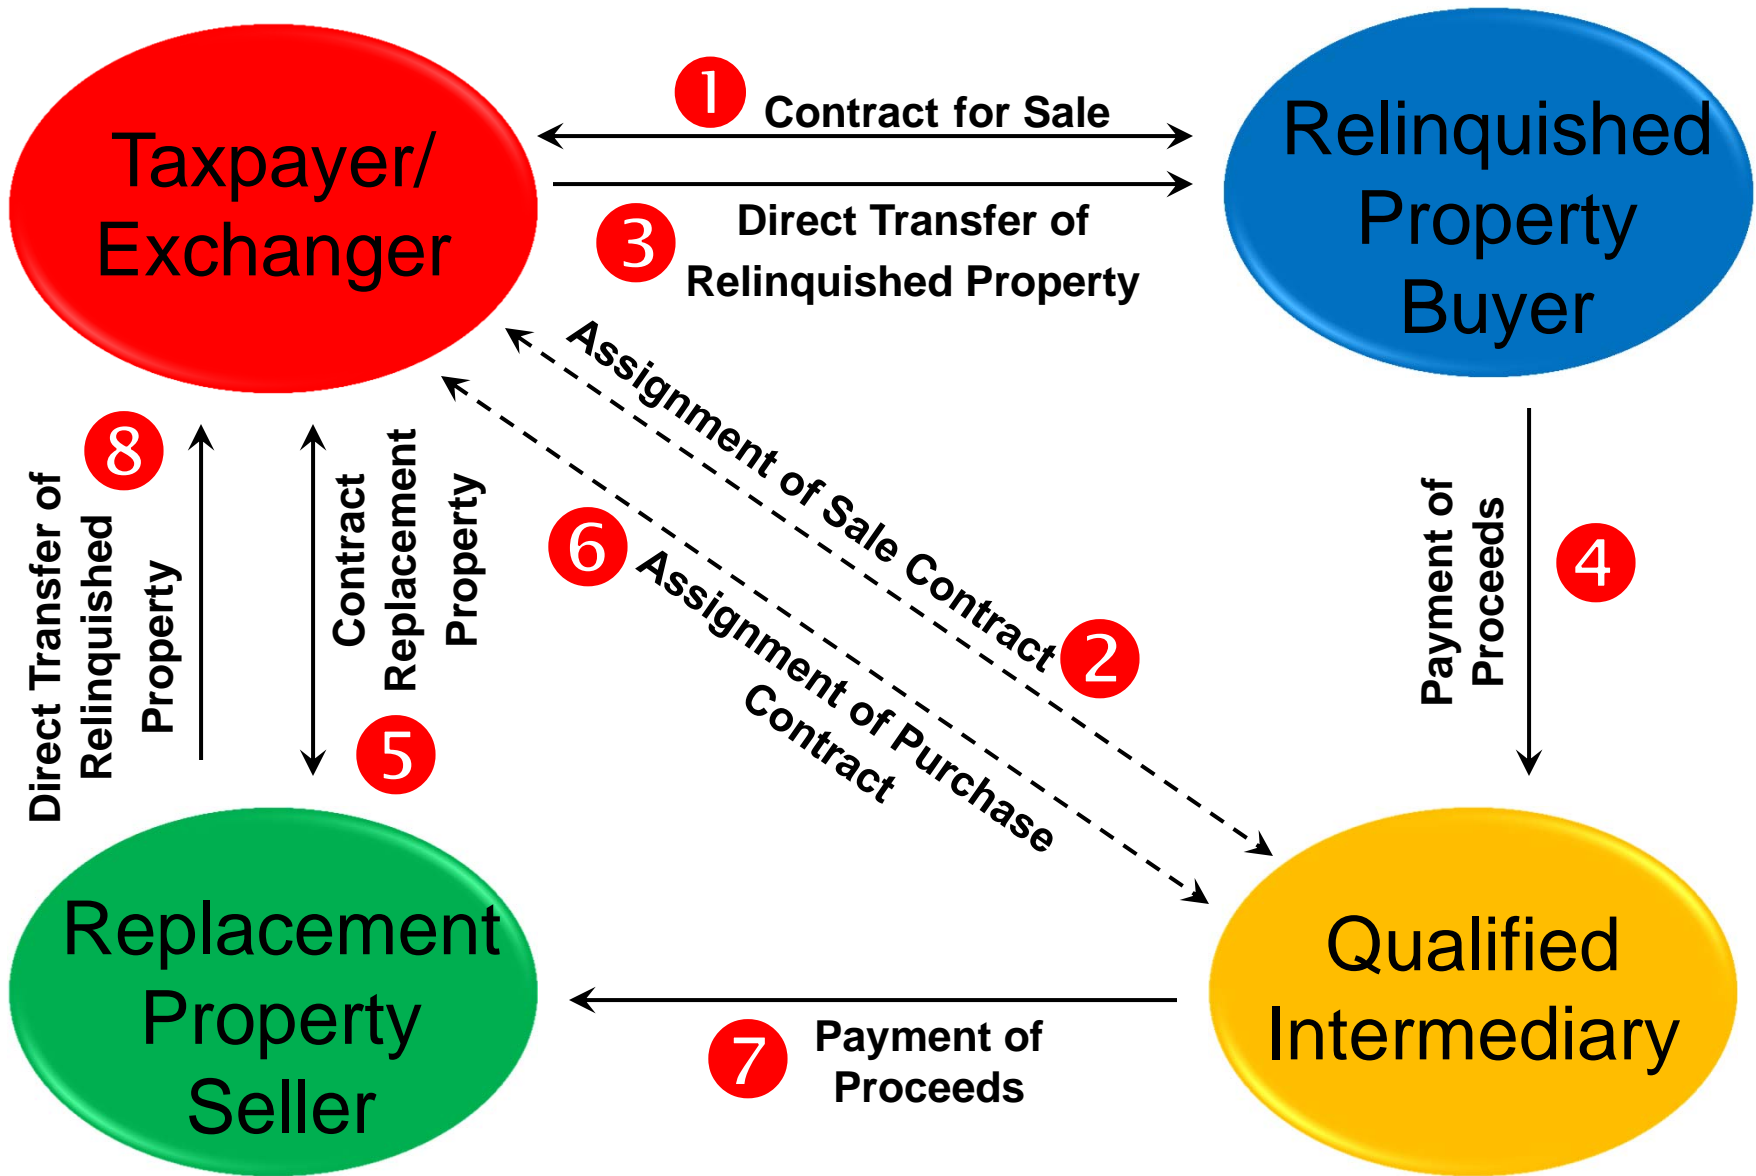 Taxpayer/
Exchanger
1
Contract for Sale
3
Direct Transfer of
Relinquished Property
Relinquished
Property
Buyer
8
Direct Transfer of
Relinquished
Property
Contract
Replacement
Property
5
Assignment of Sale Contract
2
6
Assignment of Purchase
Contract
Payment of
Proceeds
4
Replacement
Property
Seller
7
Payment of
Proceeds
Qualified
Intermediary